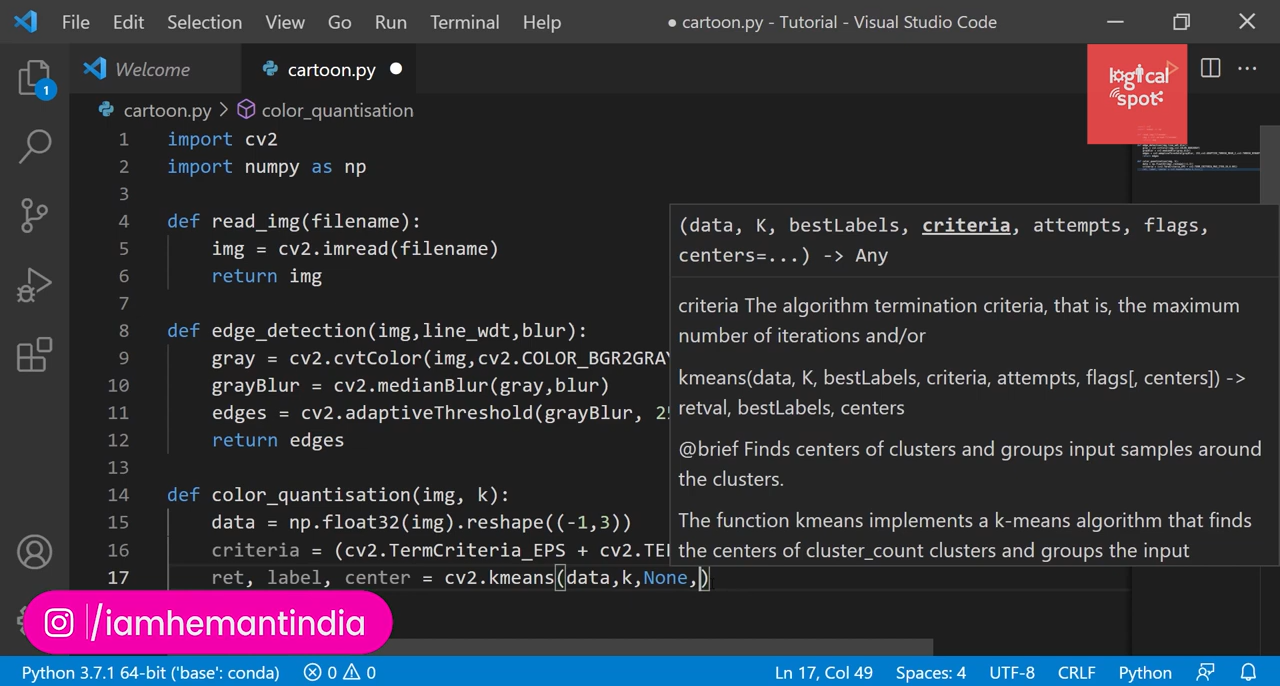 File Edit Selection View Go Run Terminal Help ● cartoon.py - Tutorial - Visual Studio Code
Welcome cartoon.py
logical spot
1
cartoon.py > color_quantisation
1 import cv2
2 import numpy as np
3
4 def read_img(filename):
5 img = cv2.imread(filename)
6 return img
7
8 def edge_detection(img,line_wdt,blur):
9 gray = cv2.cvtColor(img,cv2.COLOR_BGR2GRAY
10 grayBlur = cv2.medianBlur(gray,blur)
11 edges = cv2.adaptiveThreshold(grayBlur, 25
12 return edges
13
14 def color_quantisation(img, k):
15 data = np.float32(img).reshape((-1,3))
16 criteria = (cv2.TermCriteria_EPS + cv2.TE
17 ret, label, center = cv2.kmeans(data,k,None,)
(data, K, bestLabels, criteria, attempts, flags,
centers=...) -> Any
criteria The algorithm termination criteria, that is, the maximum
number of iterations and/or
kmeans(data, K, bestLabels, criteria, attempts, flags[, centers]) ->
retval, bestLabels, centers
@brief Finds centers of clusters and groups input samples around
the clusters.
The function kmeans implements a k-means algorithm that finds
the centers of cluster_count clusters and groups the input
/iamhemantindia
Python 3.7.1 64-bit ('base': conda) 0 0 Ln 17, Col 49 Spaces: 4 UTF-8 CRLF Python